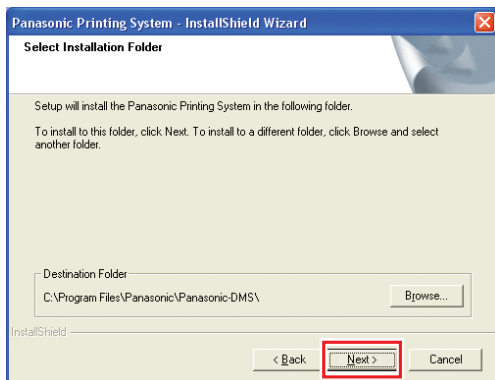 Panasonic Printing System - InstallShield Wizard
Select Installation Folder
Setup will install the Panasonic Printing System in the following folder.
To install to this folder, click Next. To install to a different folder, click Browse and select
another folder.
Destination Folder
C:\Program Files\Panasonic\Panasonic-DMS\
Browse...
InstallShield
< Back Next > Cancel